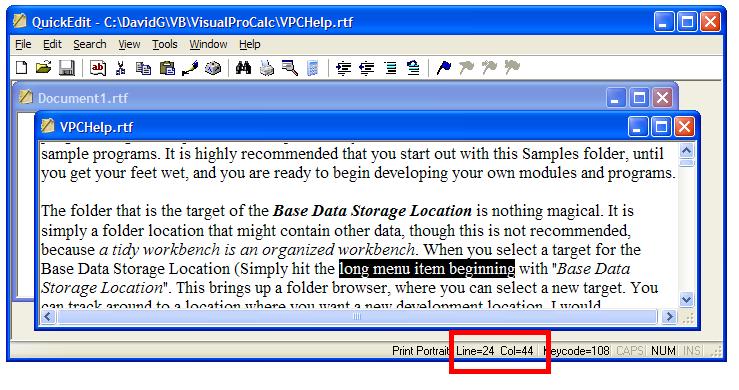 QuickEdit - C:\DavidG\VB\VisualProCalc\VPCHelp.rtf
File Edit Search View Tools Window Help
Document1.rtf
VPCHelp.rtf
sample programs. It is highly recommended that you start out with this Samples folder, until
you get your feet wet, and you are ready to begin developing your own modules and programs.
The folder that is the target of the Base Data Storage Location is nothing magical. It is
simply a folder location that might contain other data, though this is not recommended,
because a tidy workbench is an organized workbench. When you select a target for the
Base Data Storage Location (Simply hit the long menu item beginning with "Base Data
Storage Location". This brings up a folder browser, where you can select a new target. You
can track around to a location where you want a new development location. I would
Print Portrait Line=24 Col=44 Keycode=108 CAPS NUM INS